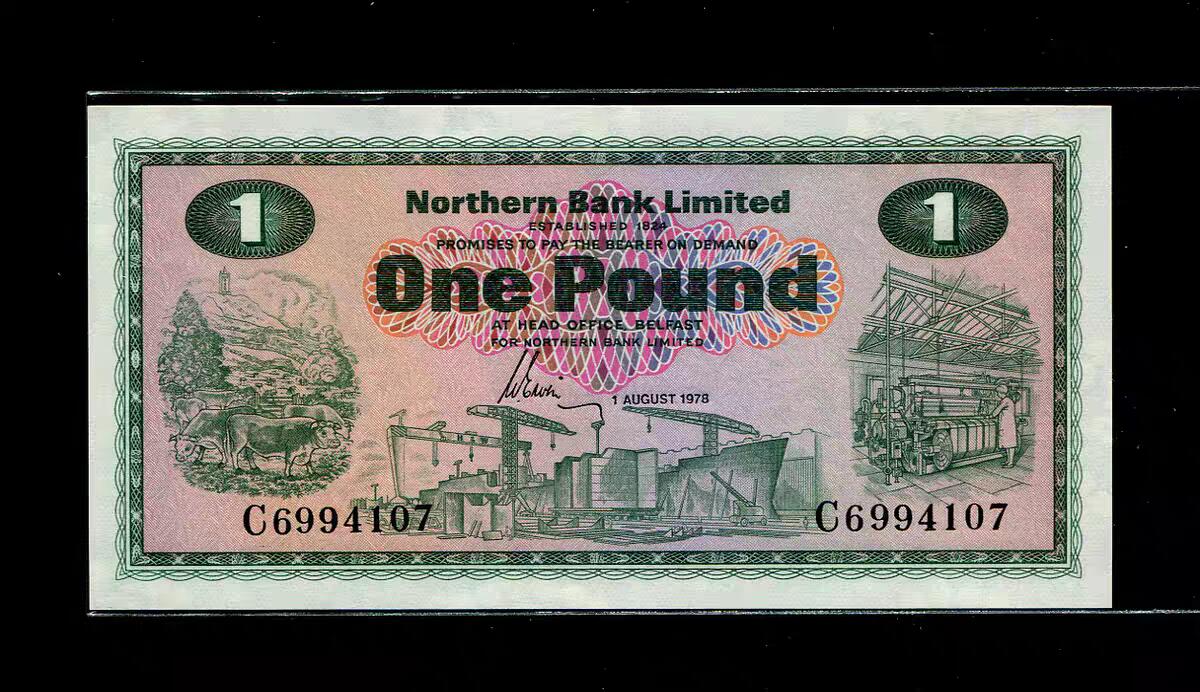 1
1
Northern Bank Limited
ESTABLISHED 1824
PROMISES TO PAY THE BEARER ON DEMAND
One Pound
AT HEAD OFFICE BELFAST
FOR NORTHERN BANK LIMITED
1 AUGUST 1978
C6994107
C6994107